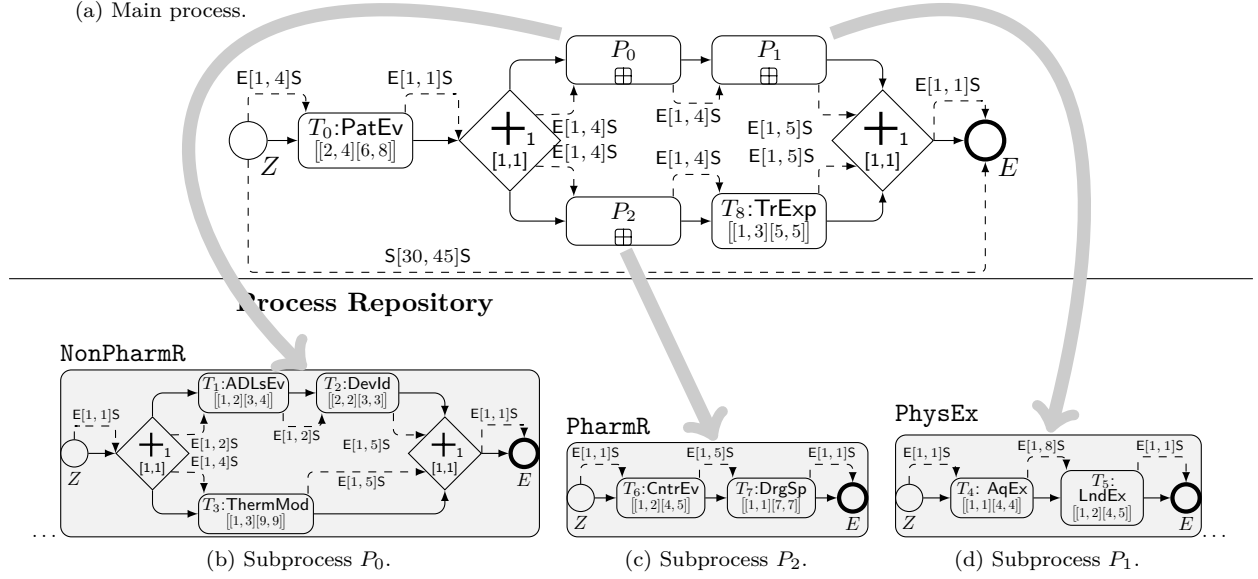 (a) Main process.
P₀
P₁
E[1, 4]S
E[1, 1]S
E[1, 4]S
E[1, 1]S
T₀:PatEv
[[2, 4][6, 8]]
Z
+₁
[1,1]
E[1, 4]S
E[1, 4]S
E[1, 5]S
E[1, 5]S
+₁
[1,1]
E
E[1, 4]S
P₂
T₈:TrExp
[[1, 3][5, 5]]
S[30, 45]S
Process Repository
NonPharmR
E[1, 1]S
Z
+₁
[1,1]
T₁:ADLsEv
[[1, 2][3, 4]]
T₂:DevId
[[2, 2][3, 3]]
E[1, 2]S
E[1, 4]S
E[1, 2]S
E[1, 5]S
E[1, 5]S
T₃:ThermMod
[[1, 3][9, 9]]
+₁
[1,1]
E[1, 1]S
E
PharmR
E[1, 1]S
E[1, 5]S
E[1, 1]S
Z
T₆:CntrEv
[[1, 2][4, 5]]
T₇:DrgSp
[[1, 1][7, 7]]
E
PhysEx
E[1, 1]S
E[1, 8]S
E[1, 1]S
Z
T₄: AqEx
[[1, 1][4, 4]]
T₅:
LndEx
[[1, 2][4, 5]]
E
...
...
(b) Subprocess P₀.
(c) Subprocess P₂.
(d) Subprocess P₁.